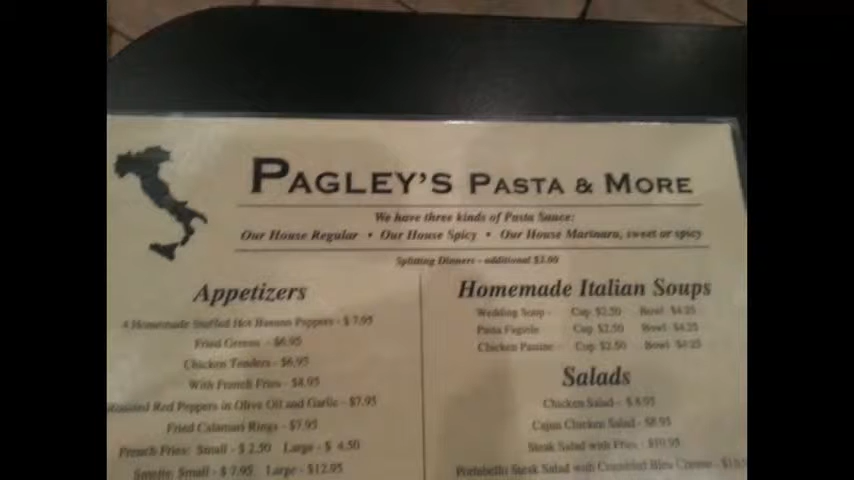 PAGLEY'S PASTA & MORE
We have three kinds of Pasta Sauce:
Our House Regular • Our House Spicy • Our House Marinara, sweet or spicy
Splitting Dinners - additional $3.00
Appetizers
4 Homemade Stuffed Hot Banana Peppers - $ 7.95
Fried Greens - $6.95
Chicken Tenders - $6.95
With French Fries - $8.95
Roasted Red Peppers in Olive Oil and Garlic - $7.95
Fried Calamari Rings - $7.95
French Fries: Small - $ 2.50 Large - $ 4.50
Small - $ 7.95 Large - $12.95
Homemade Italian Soups
Wedding Soup - Cup $2.50 Bowl $4.25
Pasta Fagiole Cup $2.50 Bowl $4.25
Chicken Pastine - Cup $2.50 Bowl $4.25
Salads
Chicken Salad - $ 8.95
Cajun Chicken Salad - $8.95
Steak Salad with Fries - $10.95
Portabello Steak Salad with Crumbled Bleu Cheese -